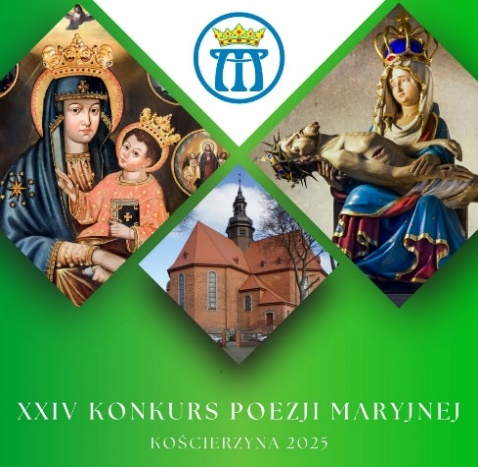 XXIV KONKURS POEZJI MARYJNEJ
KOŚCIERZYNA 2025